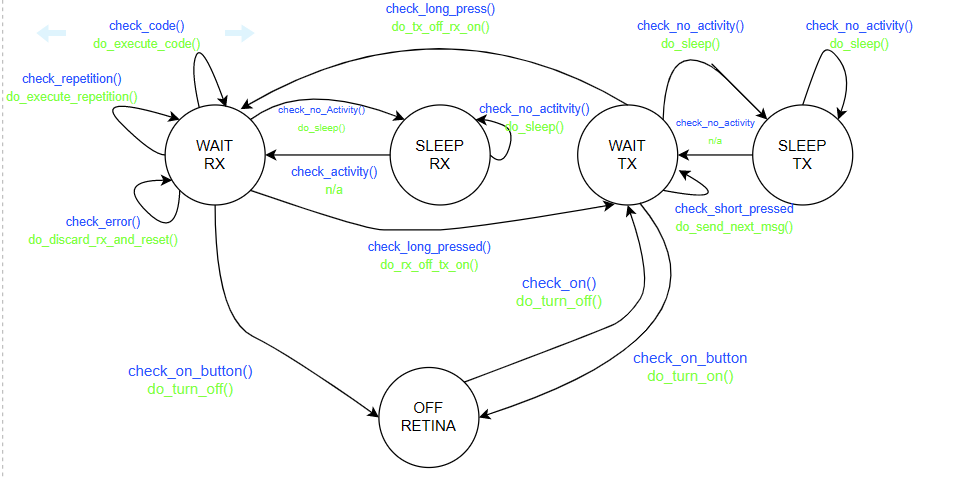 check_long_press()
do_tx_off_rx_on()
check_code()
do_execute_code()
check_no_activity()
do_sleep()
check_no_activity()
do_sleep()
check_repetition()
do_execute_repetition()
check_no_Activity()
do_sleep()
check_no_actitvity()
do_sleep()
check_no_activity
n/a
WAIT
RX
SLEEP
RX
WAIT
TX
SLEEP
TX
check_activity()
n/a
check_error()
do_discard_rx_and_reset()
check_short_pressed
do_send_next_msg()
check_long_pressed()
do_rx_off_tx_on()
check_on()
do_turn_off()
check_on_button()
do_turn_off()
check_on_button
do_turn_on()
OFF
RETINA